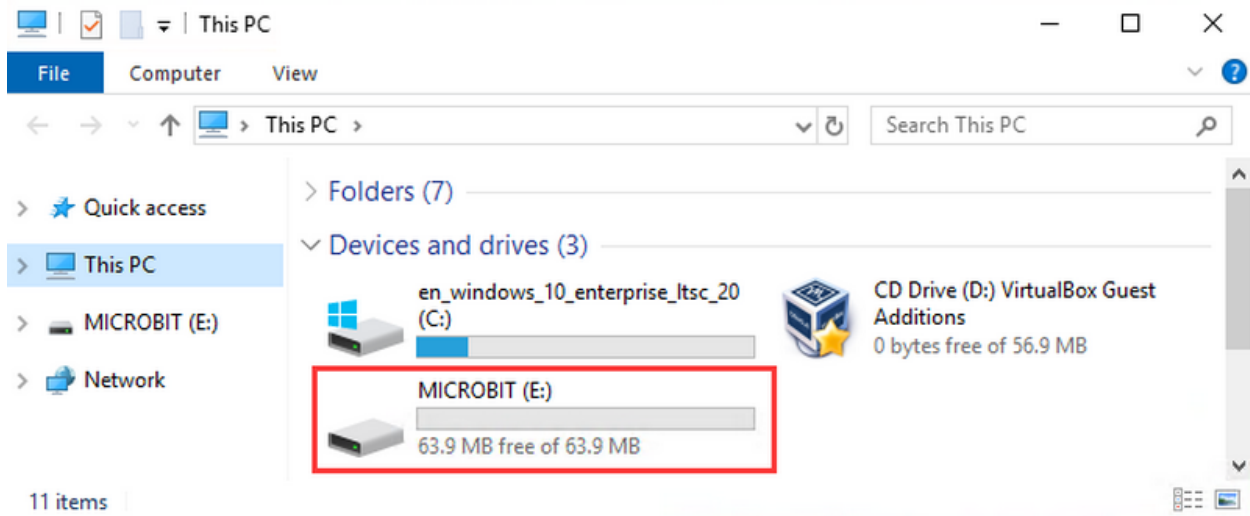 This PC
File Computer View
This PC
Search This PC
Quick access
This PC
MICROBIT (E:)
Network
Folders (7)
Devices and drives (3)
en_windows_10_enterprise_ltsc_20
(C:)
CD Drive (D:) VirtualBox Guest
Additions
0 bytes free of 56.9 MB
MICROBIT (E:)
63.9 MB free of 63.9 MB
11 items